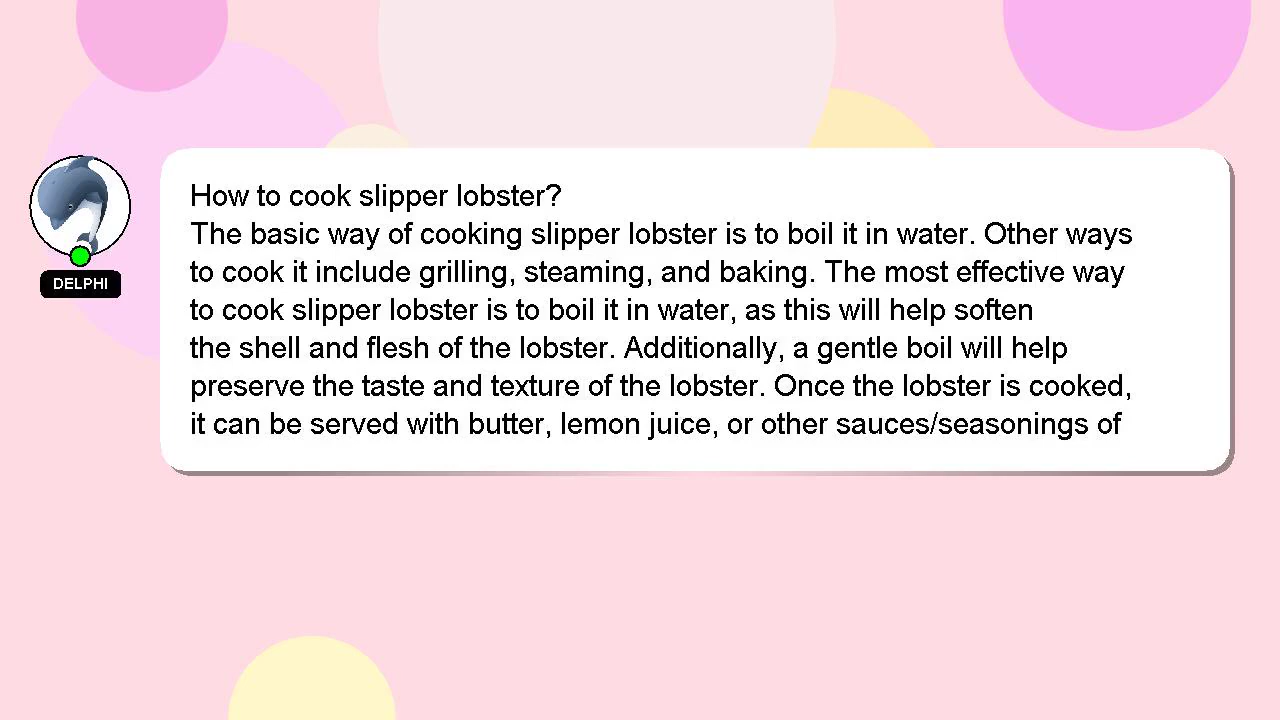 How to cook slipper lobster?
The basic way of cooking slipper lobster is to boil it in water. Other ways
to cook it include grilling, steaming, and baking. The most effective way
to cook slipper lobster is to boil it in water, as this will help soften
the shell and flesh of the lobster. Additionally, a gentle boil will help
preserve the taste and texture of the lobster. Once the lobster is cooked,
it can be served with butter, lemon juice, or other sauces/seasonings of
DELPHI